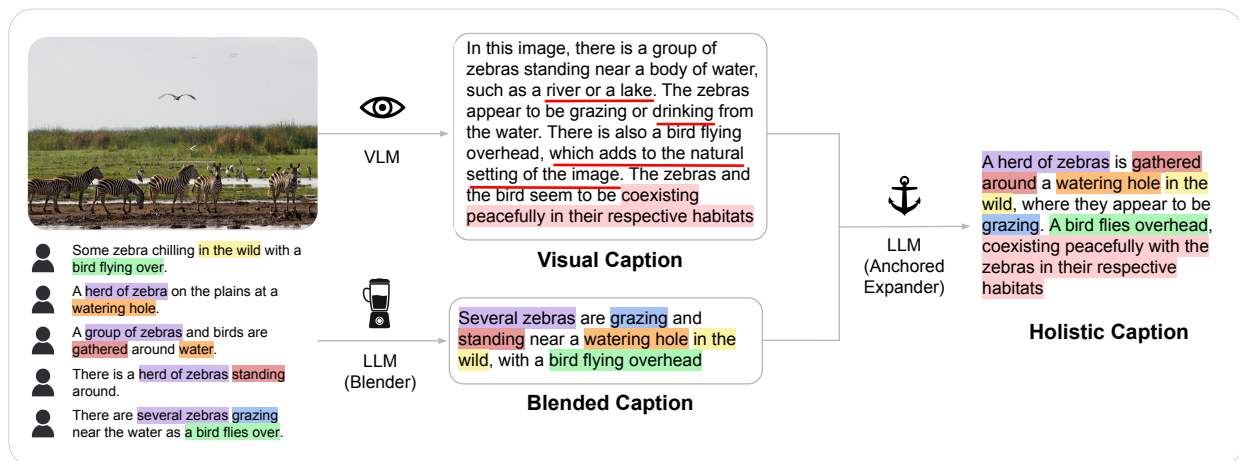 Some zebra chilling in the wild with a
bird flying over.
A herd of zebra on the plains at a
watering hole.
A group of zebras and birds are
gathered around water.
There is a herd of zebras standing
around.
There are several zebras grazing
near the water as a bird flies over.
VLM
LLM
(Blender)
In this image, there is a group of
zebras standing near a body of water,
such as a river or a lake. The zebras
appear to be grazing or drinking from
the water. There is also a bird flying
overhead, which adds to the natural
setting of the image. The zebras and
the bird seem to be coexisting
peacefully in their respective habitats
Visual Caption
Several zebras are grazing and
standing near a watering hole in the
wild, with a bird flying overhead
Blended Caption
LLM
(Anchored
Expander)
A herd of zebras is gathered
around a watering hole in the
wild, where they appear to be
grazing. A bird flies overhead,
coexisting peacefully with the
zebras in their respective
habitats
Holistic Caption